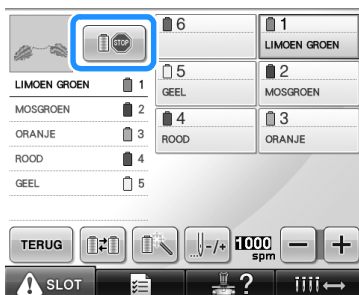 STOP
LIMOEN GROEN 1
MOSGROEN 2
ORANJE 3
ROOD 4
GEEL 5
6
1
LIMOEN GROEN
5
GEEL
2
MOSGROEN
4
ROOD
3
ORANJE
TERUG
-/+
1000
spm
- +
SLOT
?